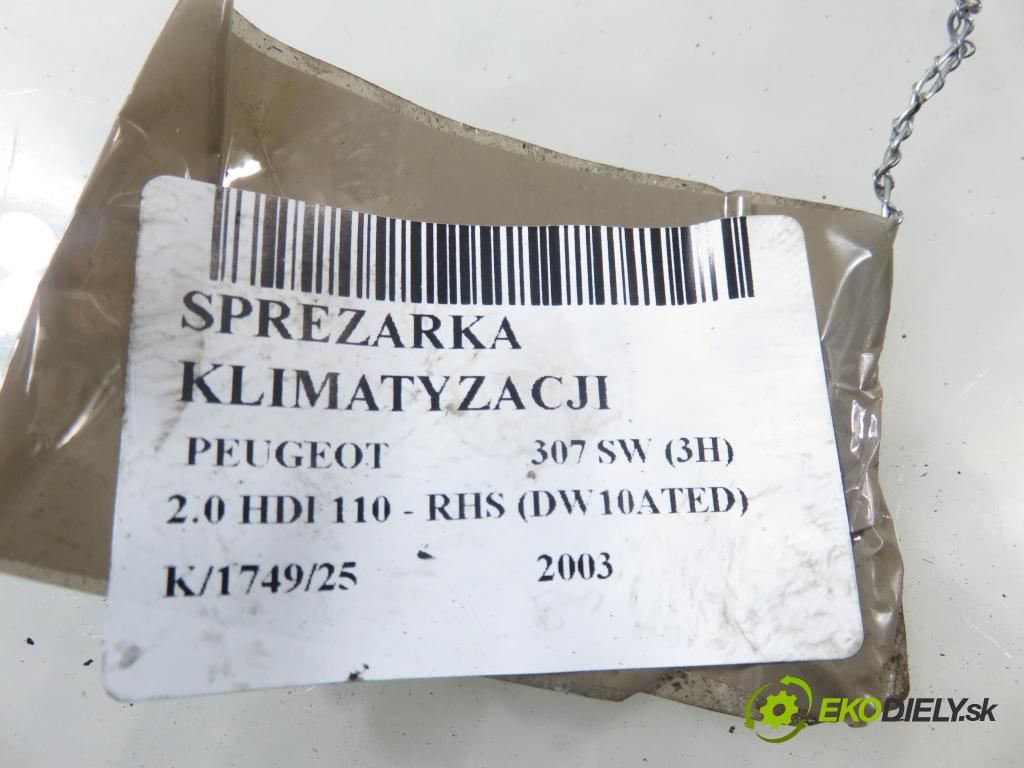 SPREZARKA
KLIMATYZACJI
PEUGEOT 307 SW (3H)
2.0 HDI 110 - RHS (DW10ATED)
K/1749/25 2003
EKODIELY.sk